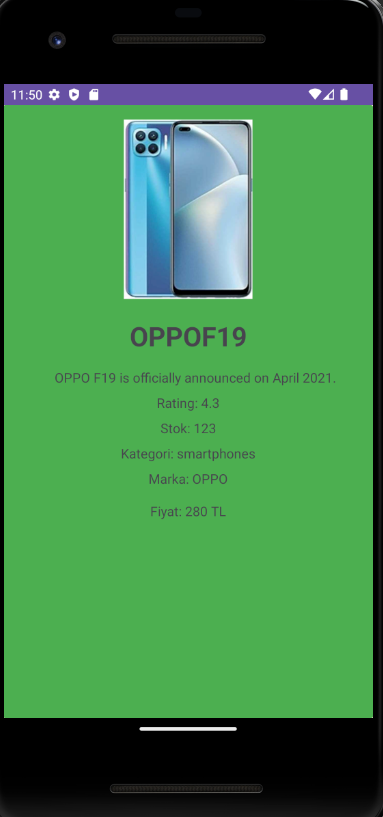 11:50
OPPOF19
OPPO F19 is officially announced on April 2021.
Rating: 4.3
Stok: 123
Kategori: smartphones
Marka: OPPO
Fiyat: 280 TL